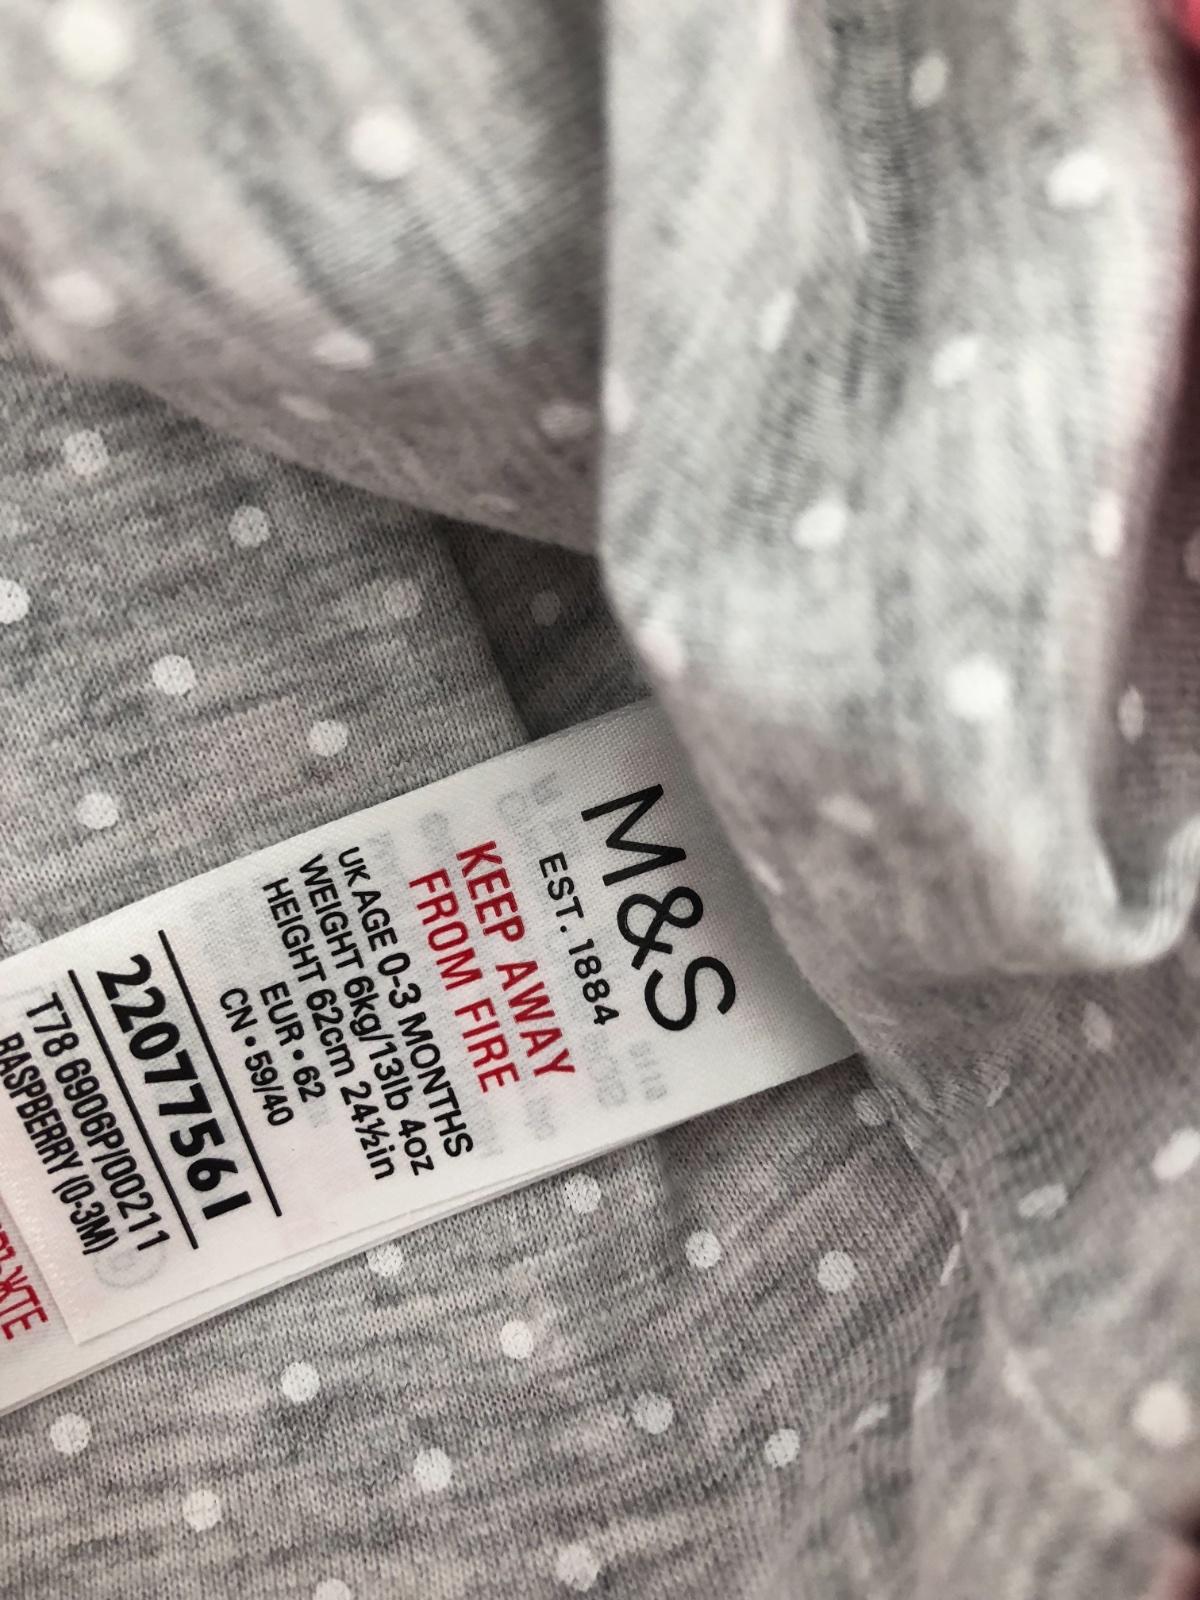 M&S
EST. 1884
KEEP AWAY
FROM FIRE
UK AGE 0-3 MONTHS
WEIGHT 6kg/13lb 4oz
HEIGHT 62cm 24½in
EUR • 62
CN • 59/40
22077561
T78 6906P/00211
RASPBERRY (0-3M)